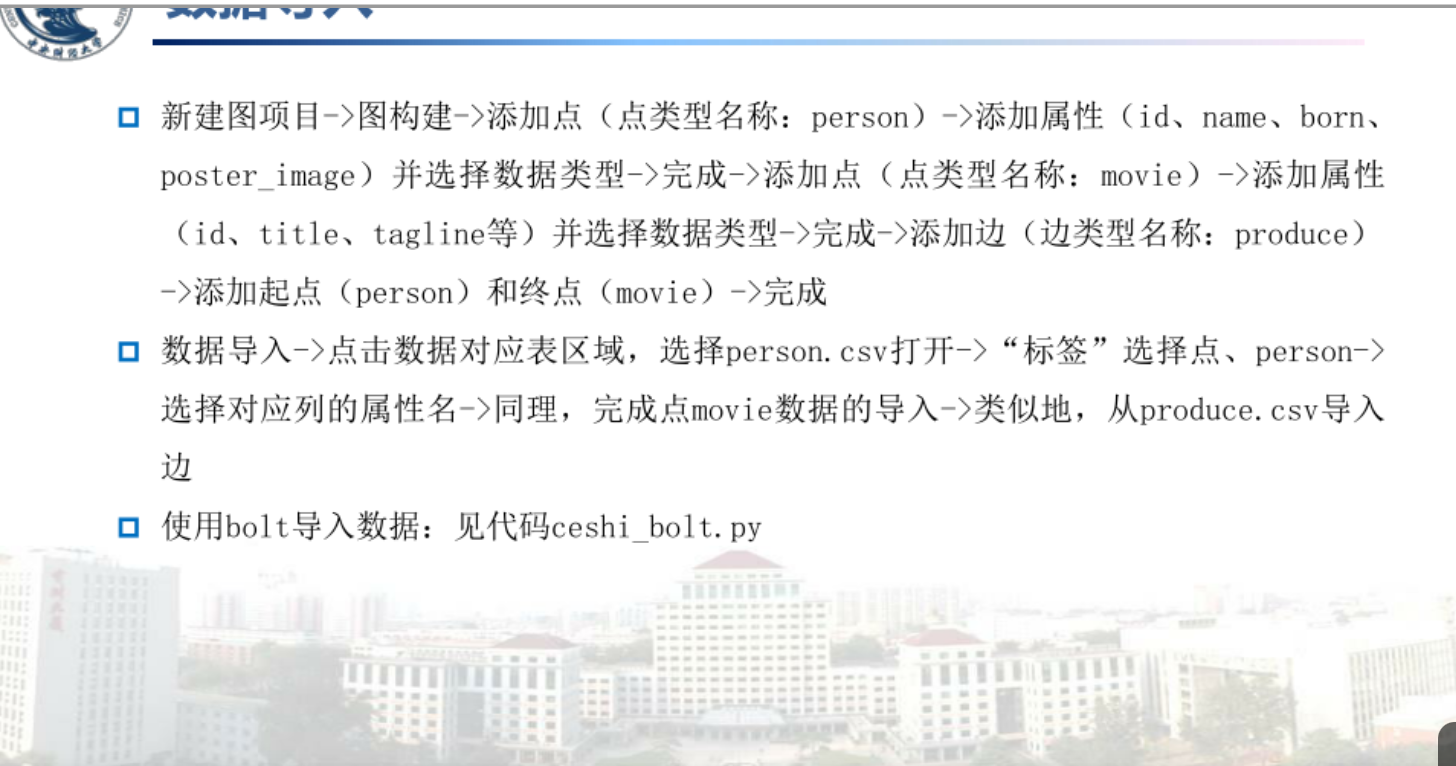 数据导入
新建图项目->图构建->添加点（点类型名称：person）->添加属性（id、name、born、
poster_image）并选择数据类型->完成->添加点（点类型名称：movie）->添加属性
（id、title、tagline等）并选择数据类型->完成->添加边（边类型名称：produce）
->添加起点（person）和终点（movie）->完成
数据导入->点击数据对应表区域，选择person.csv打开->“标签”选择点、person->
选择对应列的属性名->同理，完成点movie数据的导入->类似地，从produce.csv导入
边
使用bolt导入数据：见代码ceshi_bolt.py